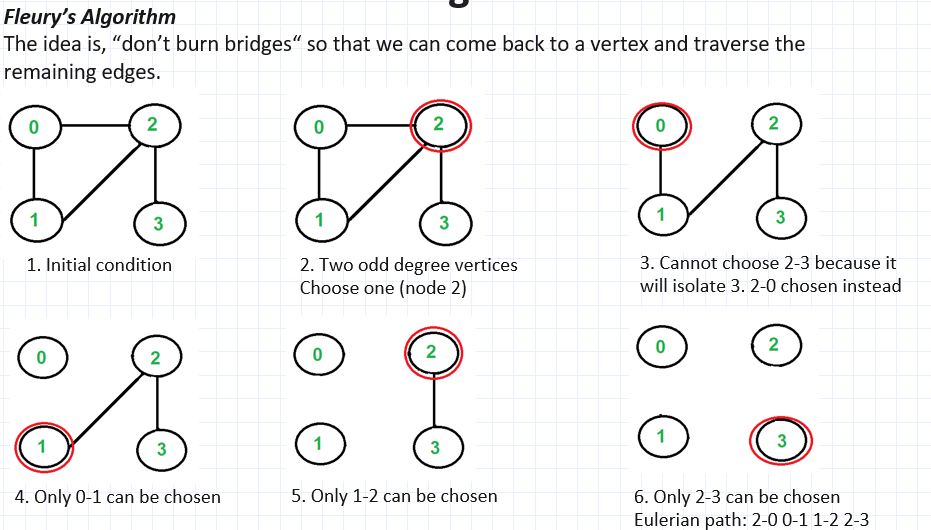 Fleury's Algorithm
The idea is, "don't burn bridges" so that we can come back to a vertex and traverse the
remaining edges.
0 2
1 3
1. Initial condition
0 2
1 3
2. Two odd degree vertices
Choose one (node 2)
0 2
1 3
3. Cannot choose 2-3 because it
will isolate 3. 2-0 chosen instead
0 2
1 3
4. Only 0-1 can be chosen
0 2
1 3
5. Only 1-2 can be chosen
0 2
1 3
6. Only 2-3 can be chosen
Eulerian path: 2-0 0-1 1-2 2-3